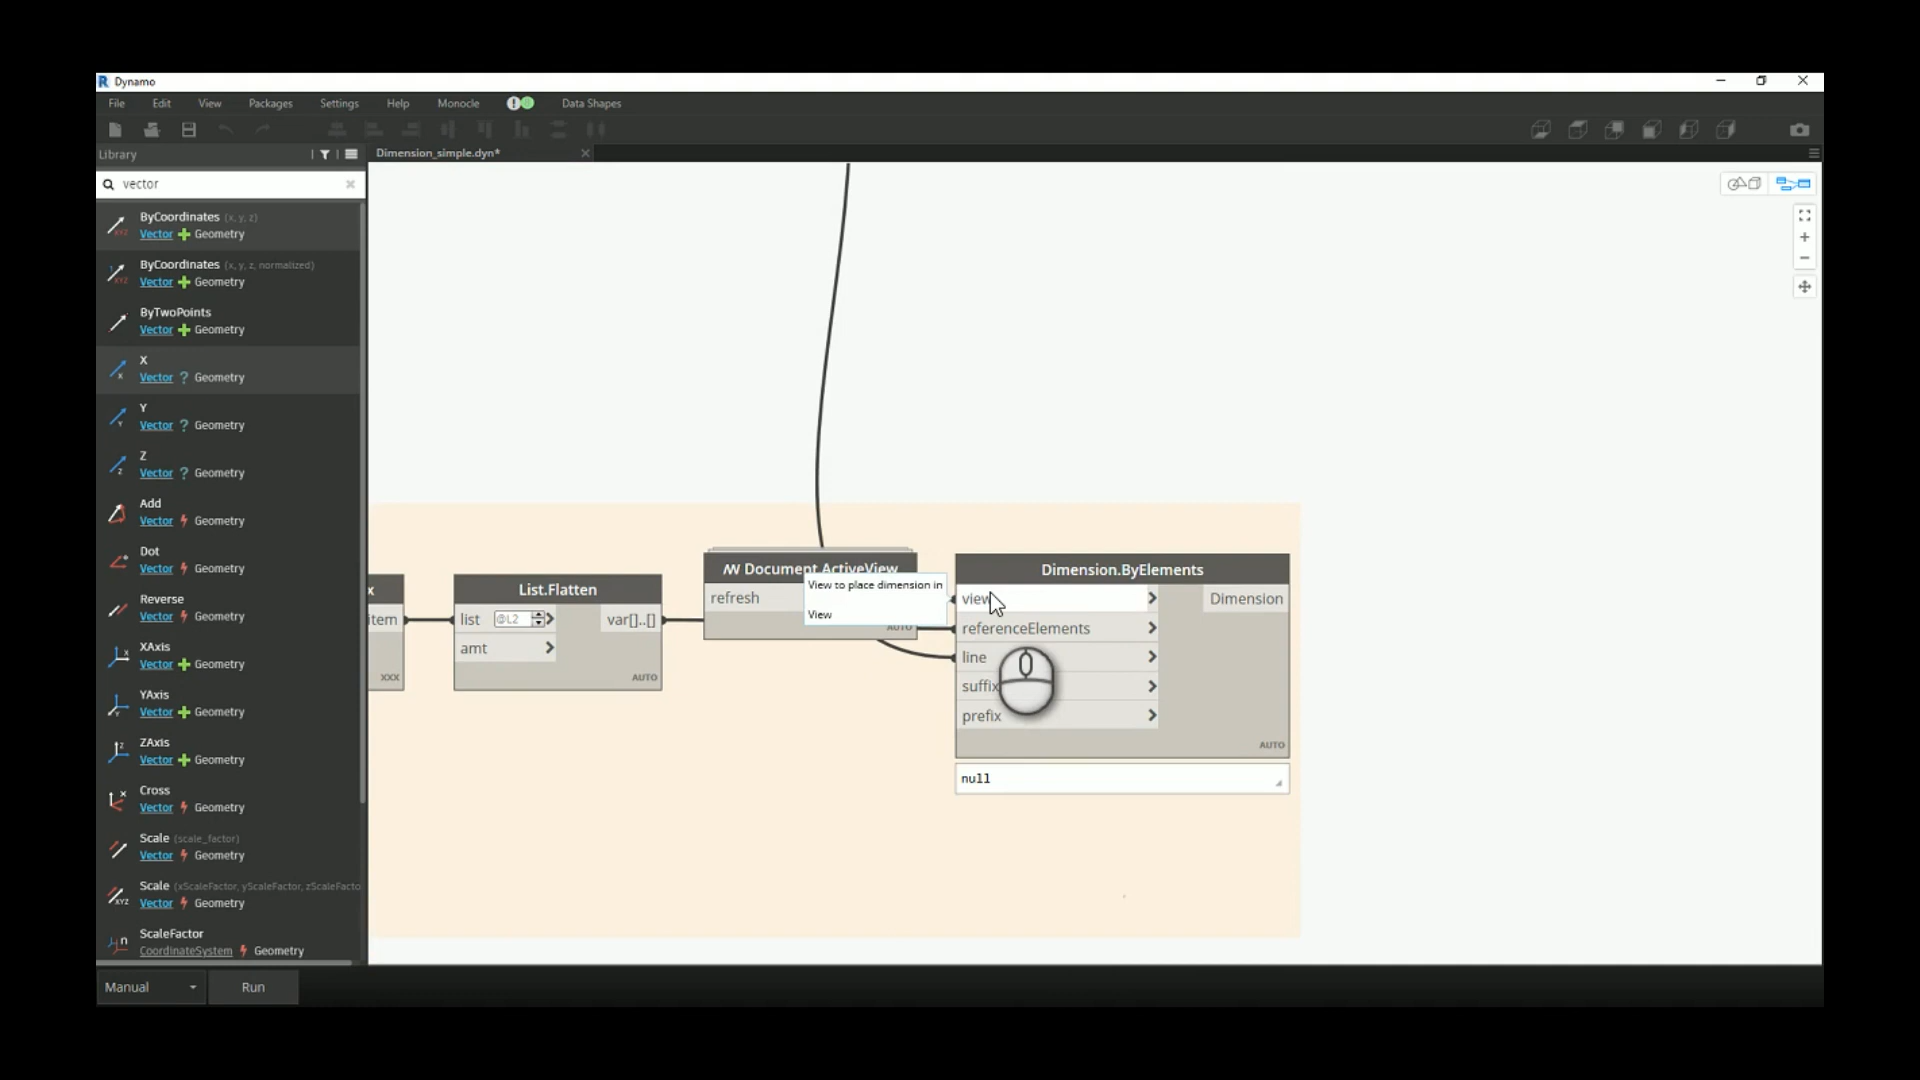 Dynamo
File Edit View Packages Settings Help Monocle Data Shapes
Library
Dimension_simple.dyn*
vector
ByCoordinates (x, y, z)
Vector Geometry
ByCoordinates (x, y, z, normalized)
Vector Geometry
ByTwoPoints
Vector Geometry
X
Vector ? Geometry
Y
Vector ? Geometry
Z
Vector ? Geometry
Add
Vector Geometry
Dot
Vector Geometry
Reverse
Vector Geometry
XAxis
Vector Geometry
YAxis
Vector Geometry
ZAxis
Vector Geometry
Cross
Vector Geometry
Scale (scale_factor)
Vector Geometry
Scale (xScaleFactor, yScaleFactor, zScaleFacto
Vector Geometry
ScaleFactor
CoordinateSystem Geometry
Manual
Run
x
item
XXX
List.Flatten
list @L2 > var[]..[]
amt >
AUTO
Document.ActiveView
refresh
AUTO
View to place dimension in
View
Dimension.ByElements
view > Dimension
referenceElements >
line >
suffix >
prefix >
AUTO
null